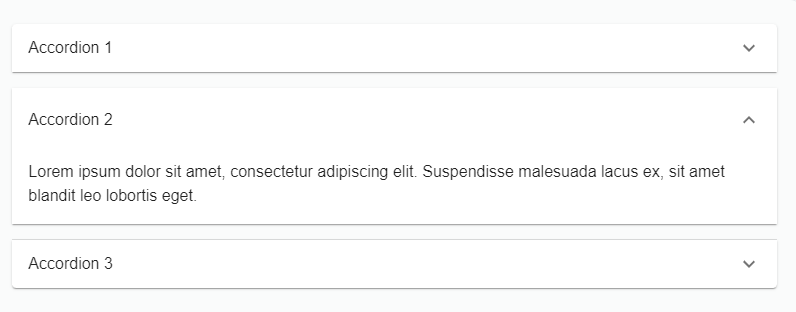 Accordion 1
Accordion 2
Lorem ipsum dolor sit amet, consectetur adipiscing elit. Suspendisse malesuada lacus ex, sit amet
blandit leo lobortis eget.
Accordion 3